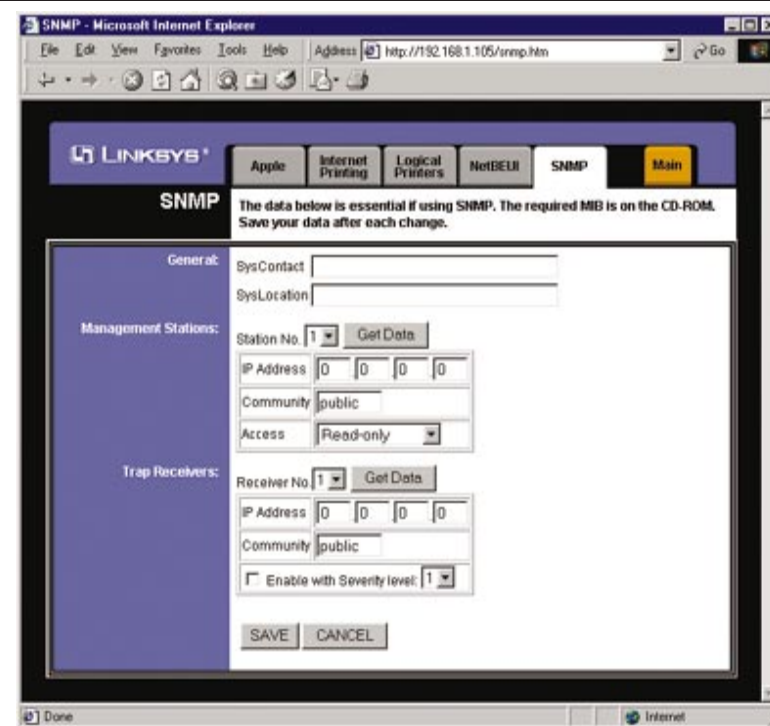 SNMP - Microsoft Internet Explorer
File Edit View Favorites Tools Help Address http://192.168.1.105/snmp.htm Go
LINKSYS®
Apple Internet Printing Logical Printers NetBEUI SNMP Main
SNMP
The data below is essential if using SNMP. The required MIB is on the CD-ROM.
Save your data after each change.
General:
SysContact
SysLocation
Management Stations:
Station No. 1 Get Data
IP Address 0 .0 .0 .0
Community public
Access Read-only
Trap Receivers:
Receiver No. 1 Get Data
IP Address 0 .0 .0 .0
Community public
Enable with Severity level: 1
SAVE CANCEL
Done Internet